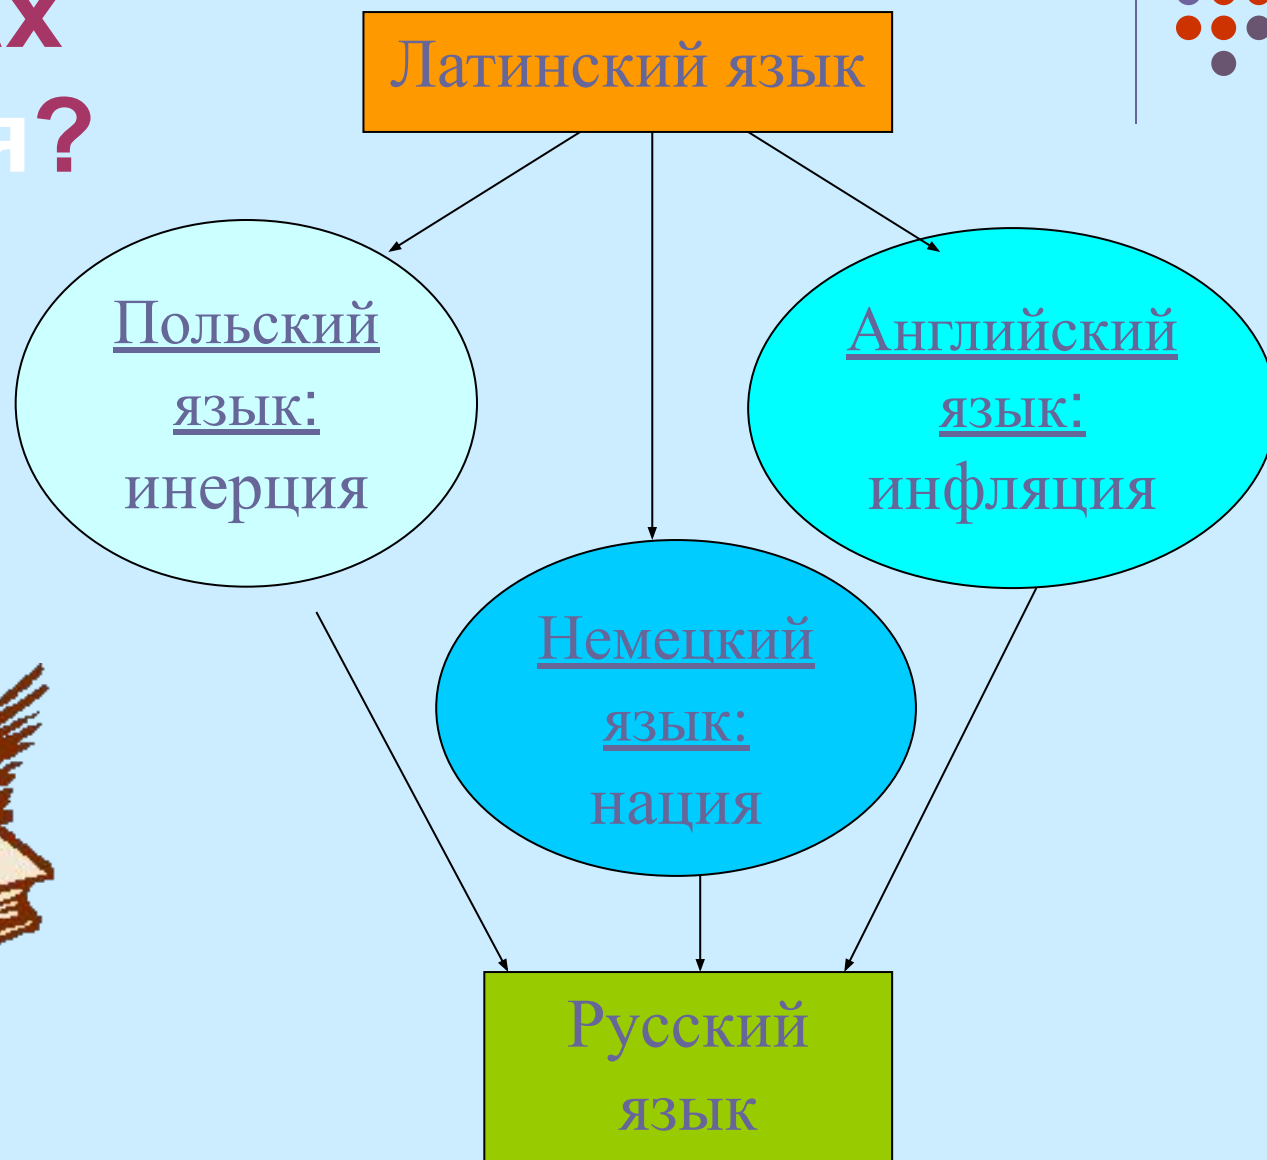 Латинский язык
Польский
язык:
инерция
Английский
язык:
инфляция
Немецкий
язык:
нация
Русский
язык